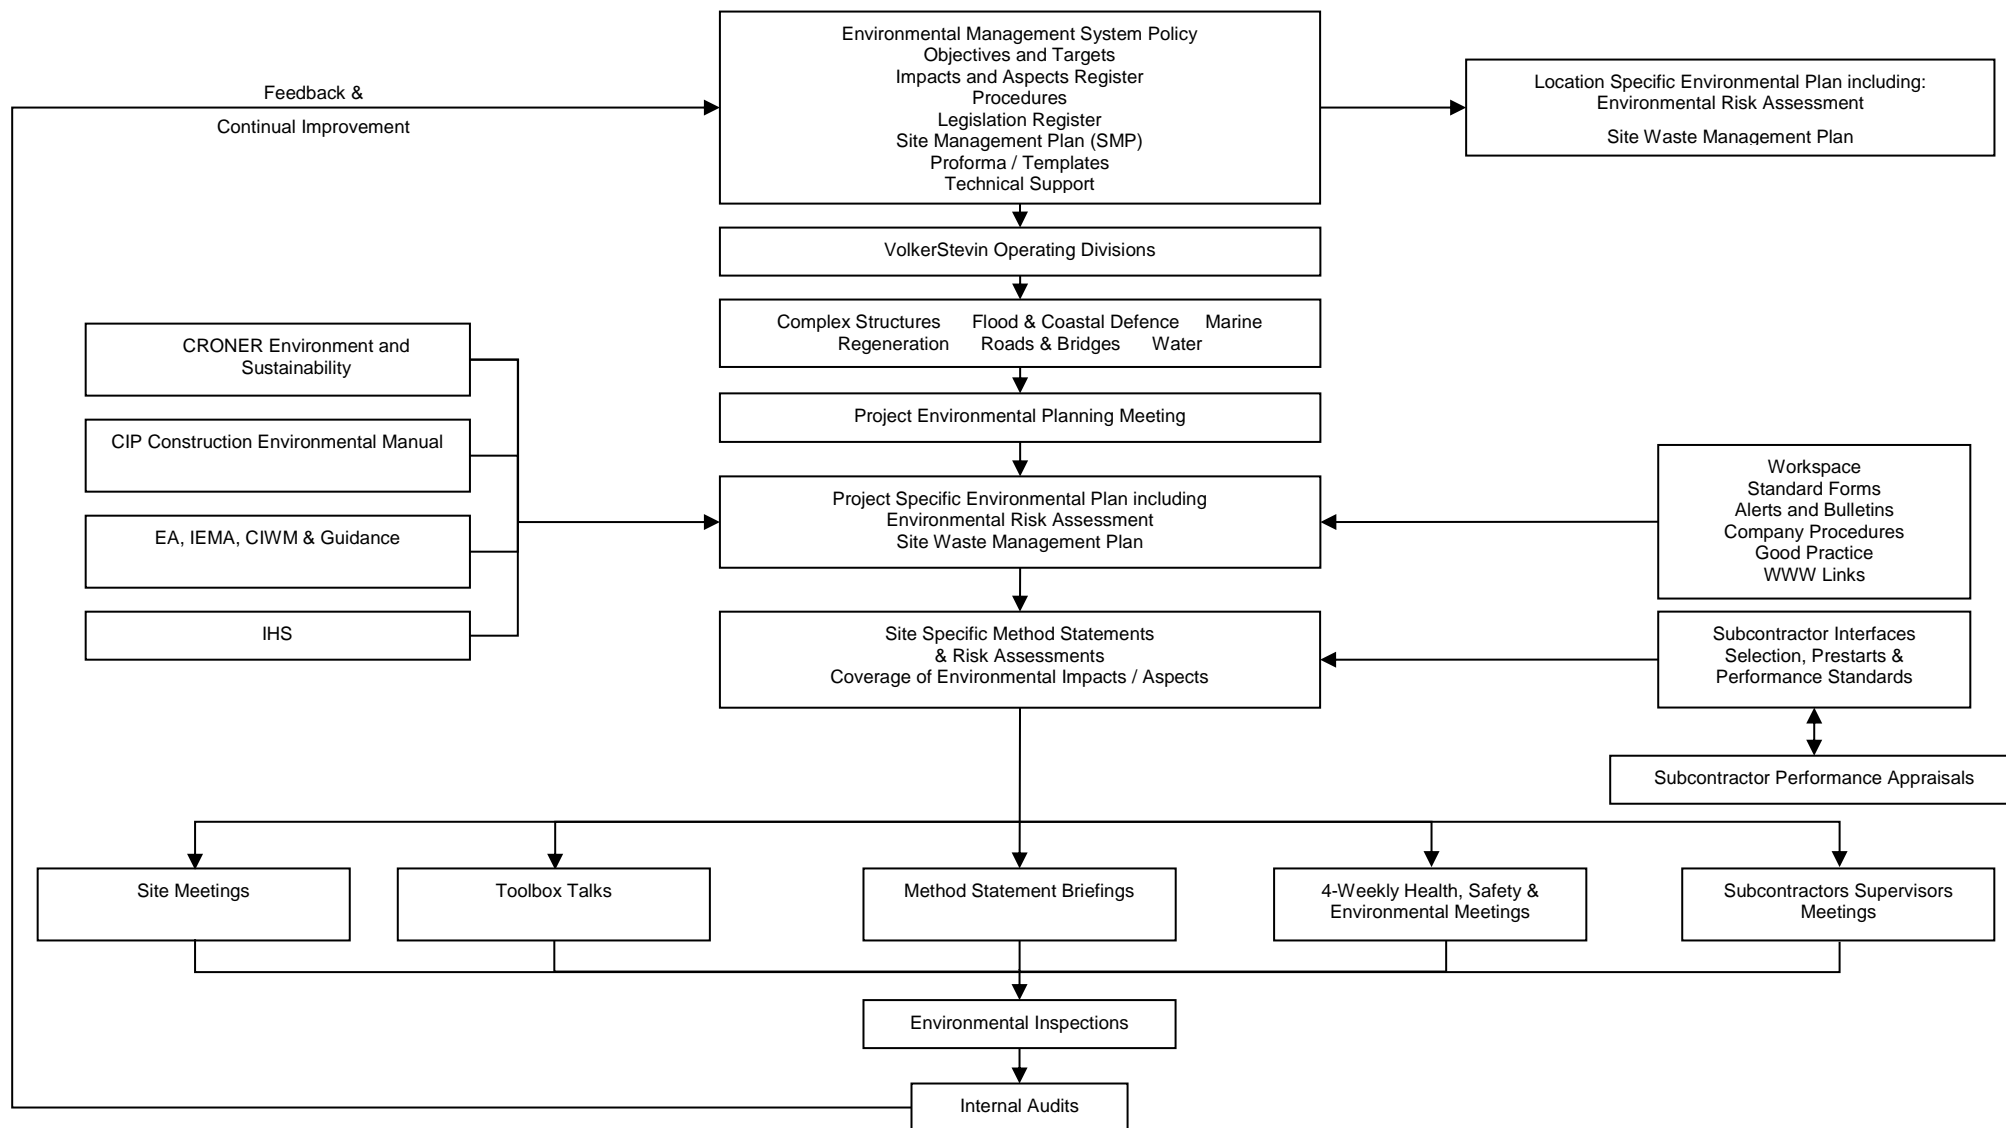 Environmental Management System Policy
Objectives and Targets
Impacts and Aspects Register
Procedures
Legislation Register
Site Management Plan (SMP)
Proforma / Templates
Technical Support
Feedback &
Continual Improvement
Location Specific Environmental Plan including:
Environmental Risk Assessment
Site Waste Management Plan
VolkerStevin Operating Divisions
Complex Structures Flood & Coastal Defence Marine
Regeneration Roads & Bridges Water
CRONER Environment and
Sustainability
CIP Construction Environmental Manual
EA, IEMA, CIWM & Guidance
IHS
Project Environmental Planning Meeting
Project Specific Environmental Plan including
Environmental Risk Assessment
Site Waste Management Plan
Workspace
Standard Forms
Alerts and Bulletins
Company Procedures
Good Practice
WWW Links
Site Specific Method Statements
& Risk Assessments
Coverage of Environmental Impacts / Aspects
Subcontractor Interfaces
Selection, Prestarts &
Performance Standards
Subcontractor Performance Appraisals
Site Meetings
Toolbox Talks
Method Statement Briefings
4-Weekly Health, Safety &
Environmental Meetings
Subcontractors Supervisors
Meetings
Environmental Inspections
Internal Audits